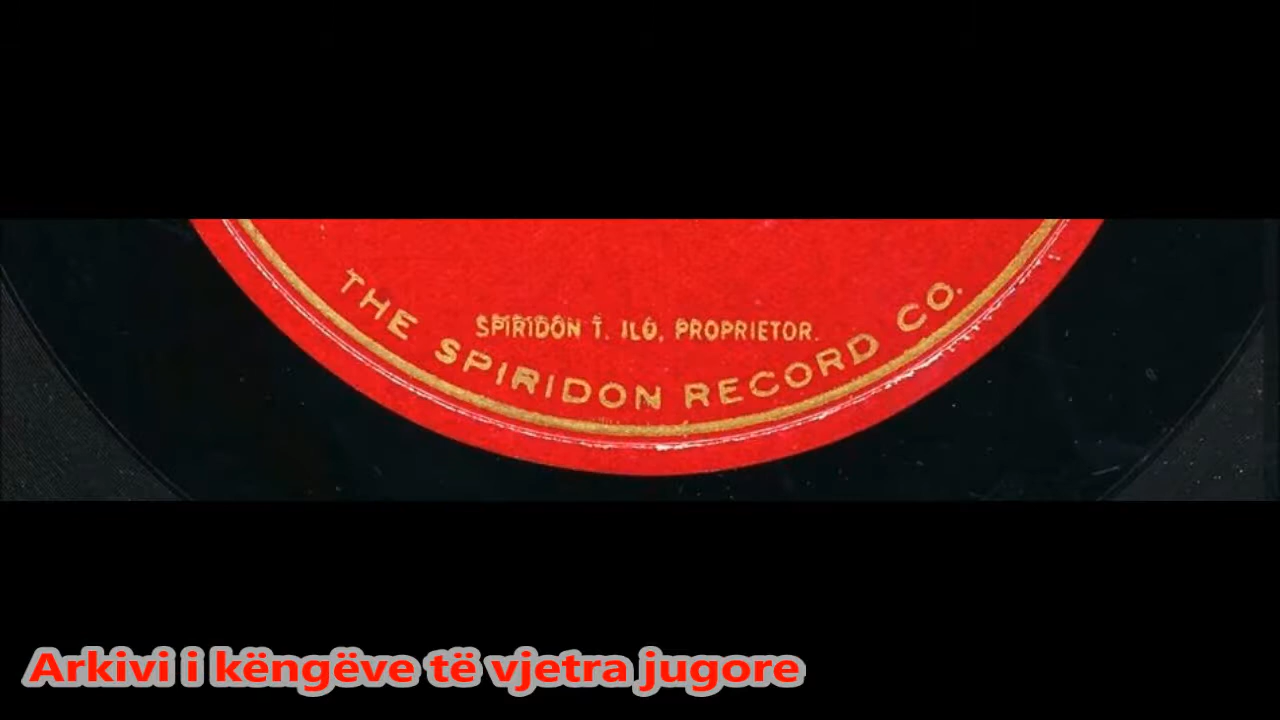 SPIRIDON T. ILO, PROPRIETOR.
THE SPIRIDON RECORD CO.
Arkivi i këngëve të vjetra jugore